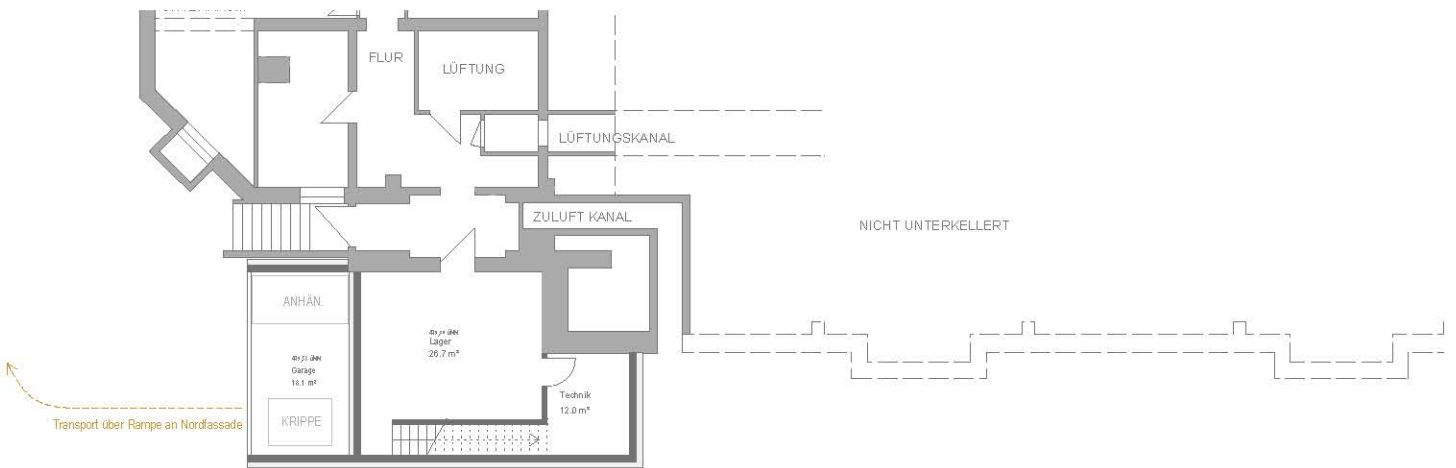 FLUR
LÜFTUNG
LÜFTUNGSKANAL
ZULUFT KANAL
NICHT UNTERKELLERT
ANHÄN.
Lager
26.7 m²
Garage
18.1 m²
Technik
12.0 m²
KRIPPE
Transport über Rampe an Nordfassade